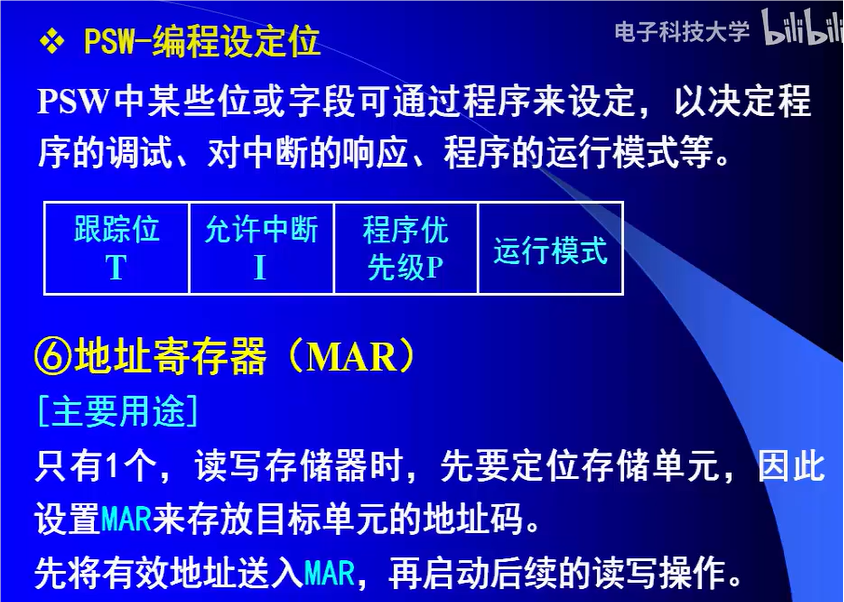 电子科技大学 bilibili
❖ PSW-编程设定位
PSW中某些位或字段可通过程序来设定，以决定程
序的调试、对中断的响应、程序的运行模式等。
跟踪位 允许中断 程序优 运行模式
T I 先级P
⑥地址寄存器（MAR）
[主要用途]
只有1个，读写存储器时，先要定位存储单元，因此
设置MAR来存放目标单元的地址码。
先将有效地址送入MAR，再启动后续的读写操作。